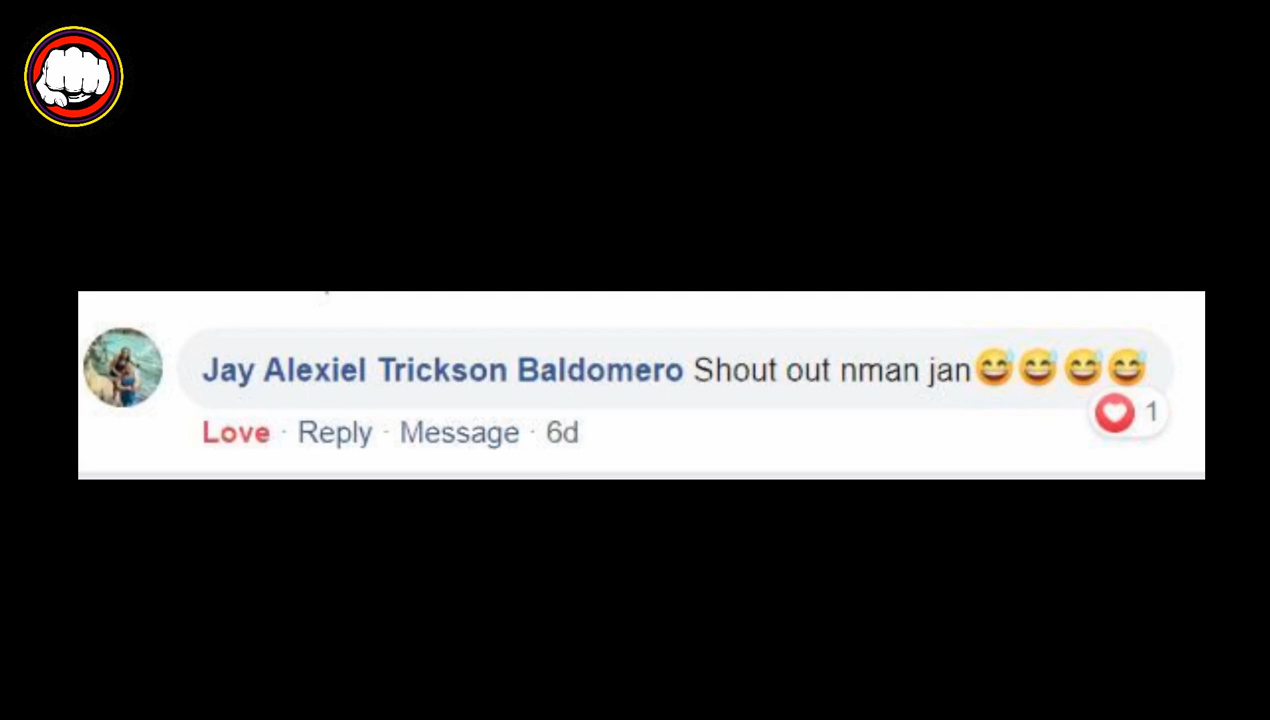 Jay Alexiel Trickson Baldomero Shout out nman jan😅😅😅😅
1
Love · Reply · Message · 6d